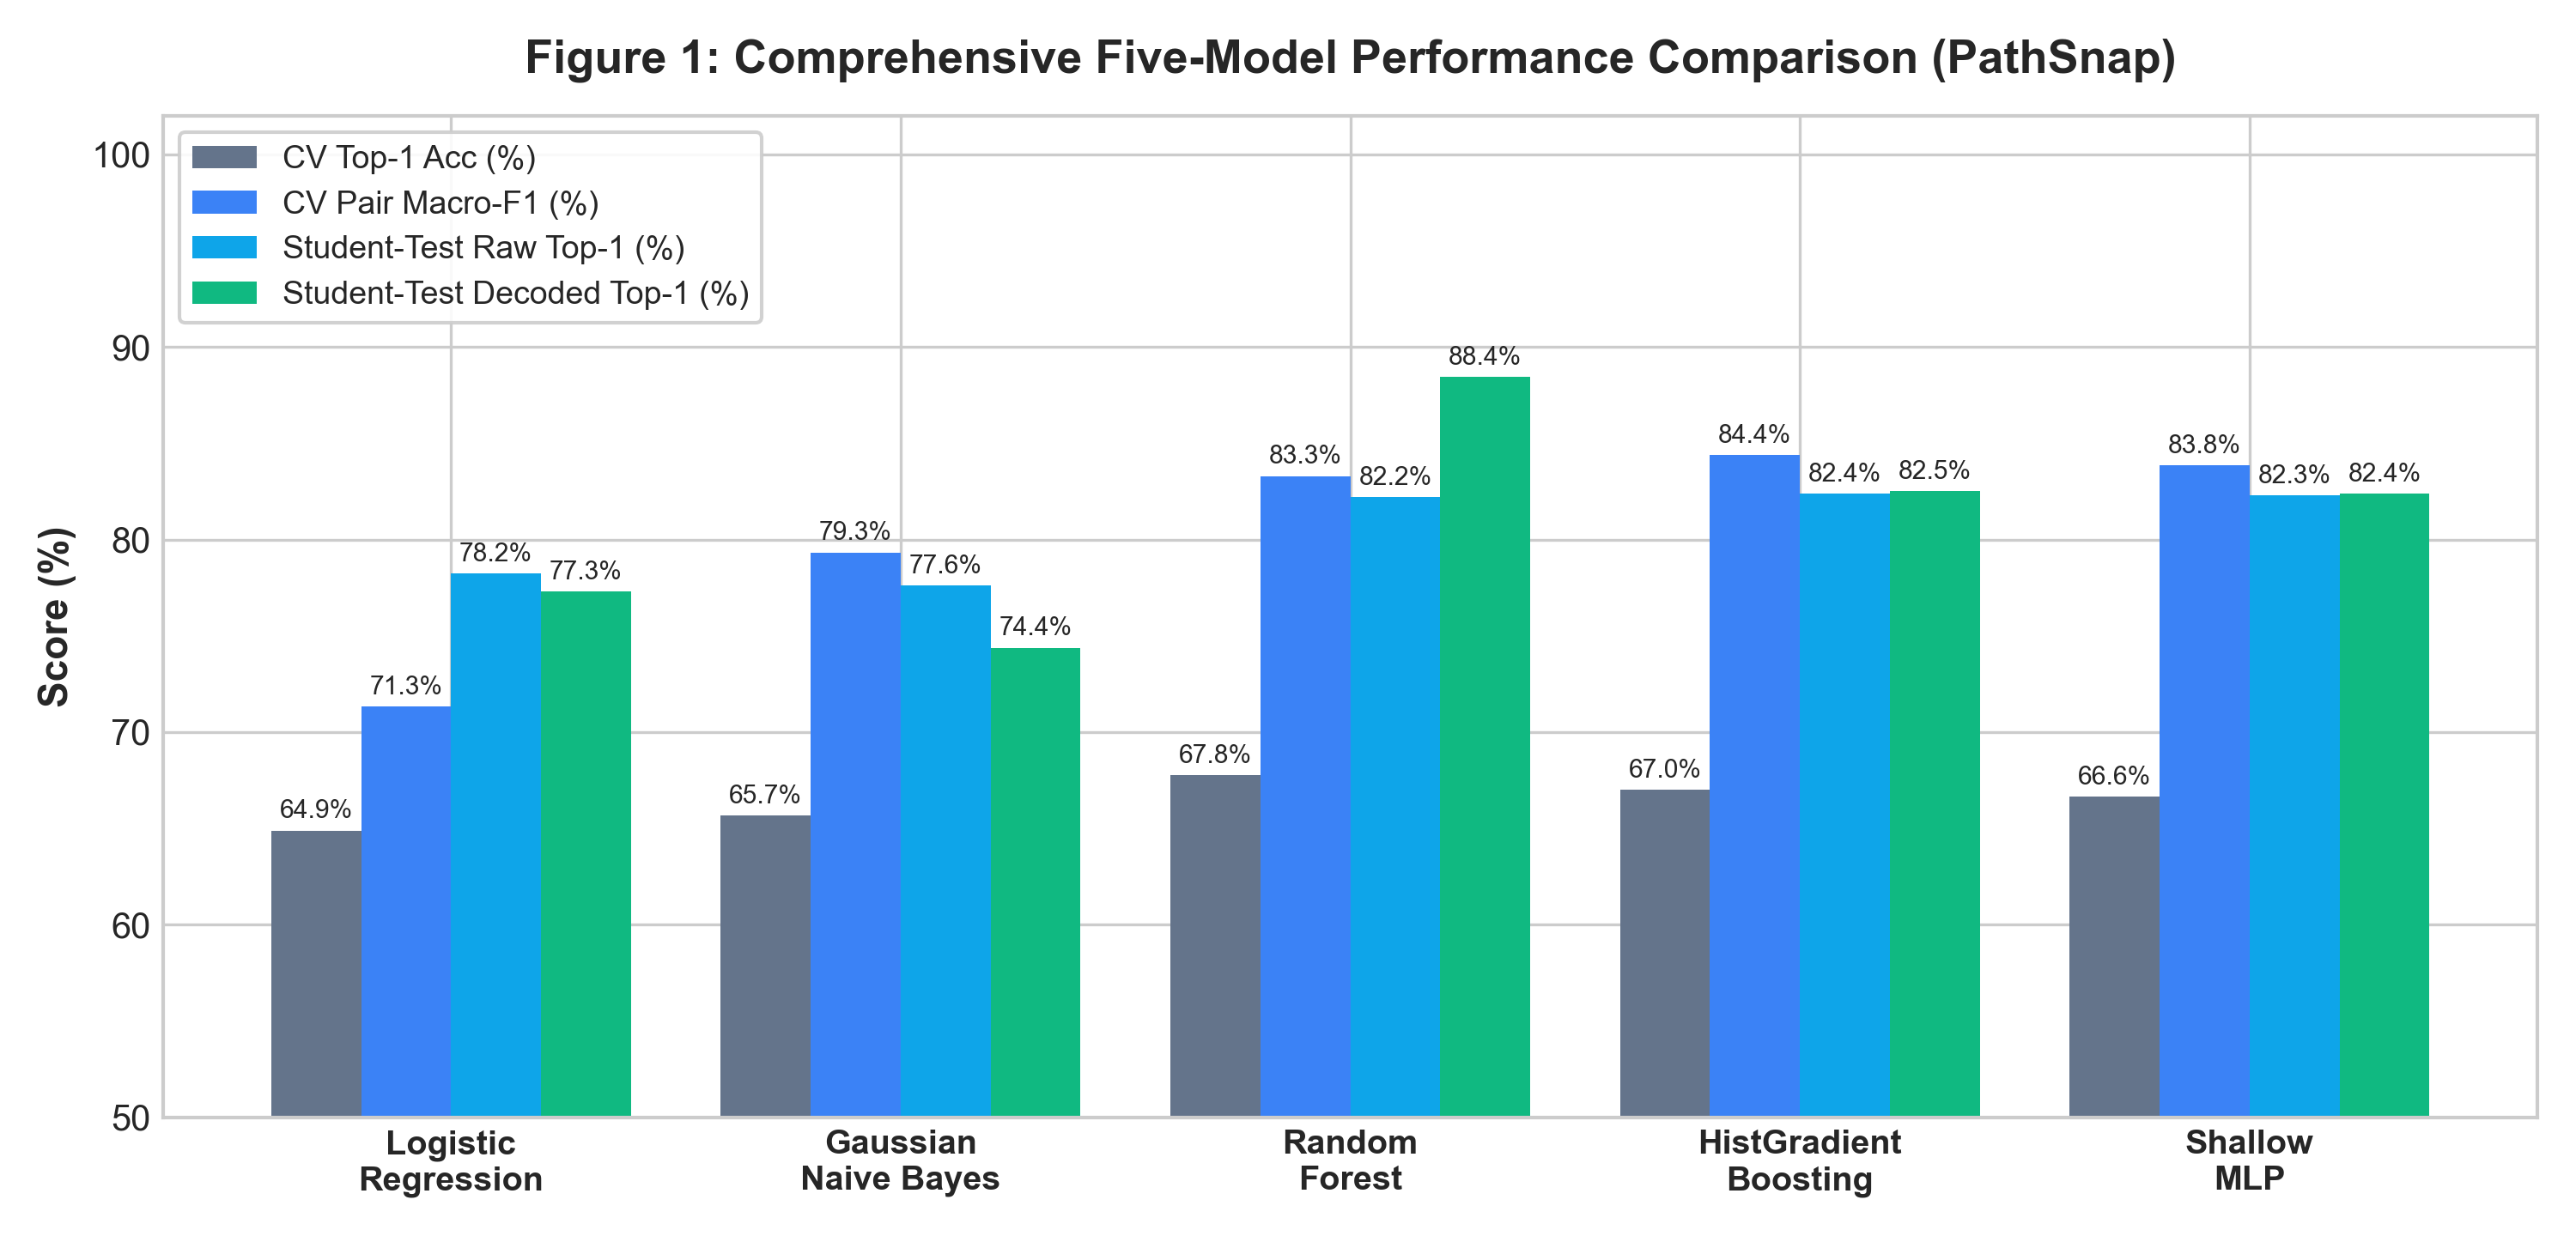 Figure 1: Comprehensive Five-Model Performance Comparison (PathSnap)
CV Top-1 Acc (%)
CV Pair Macro-F1 (%)
Student-Test Raw Top-1 (%)
Student-Test Decoded Top-1 (%)
Score (%)
100
90
80
70
60
50
64.9%
71.3%
78.2%
77.3%
65.7%
79.3%
77.6%
74.4%
67.8%
83.3%
82.2%
88.4%
67.0%
84.4%
82.4%
82.5%
66.6%
83.8%
82.3%
82.4%
Logistic
Regression
Gaussian
Naive Bayes
Random
Forest
HistGradient
Boosting
Shallow
MLP